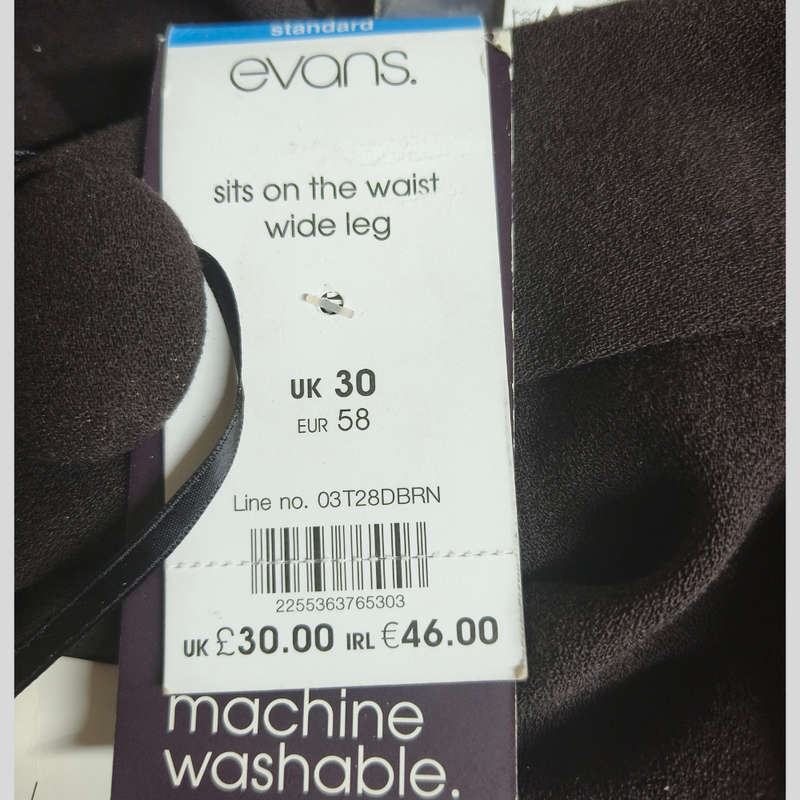 standard
evans.
sits on the waist
wide leg
UK 30
EUR 58
Line no. 03T28DBRN
2255363765303
UK £30.00 IRL €46.00
machine
washable.